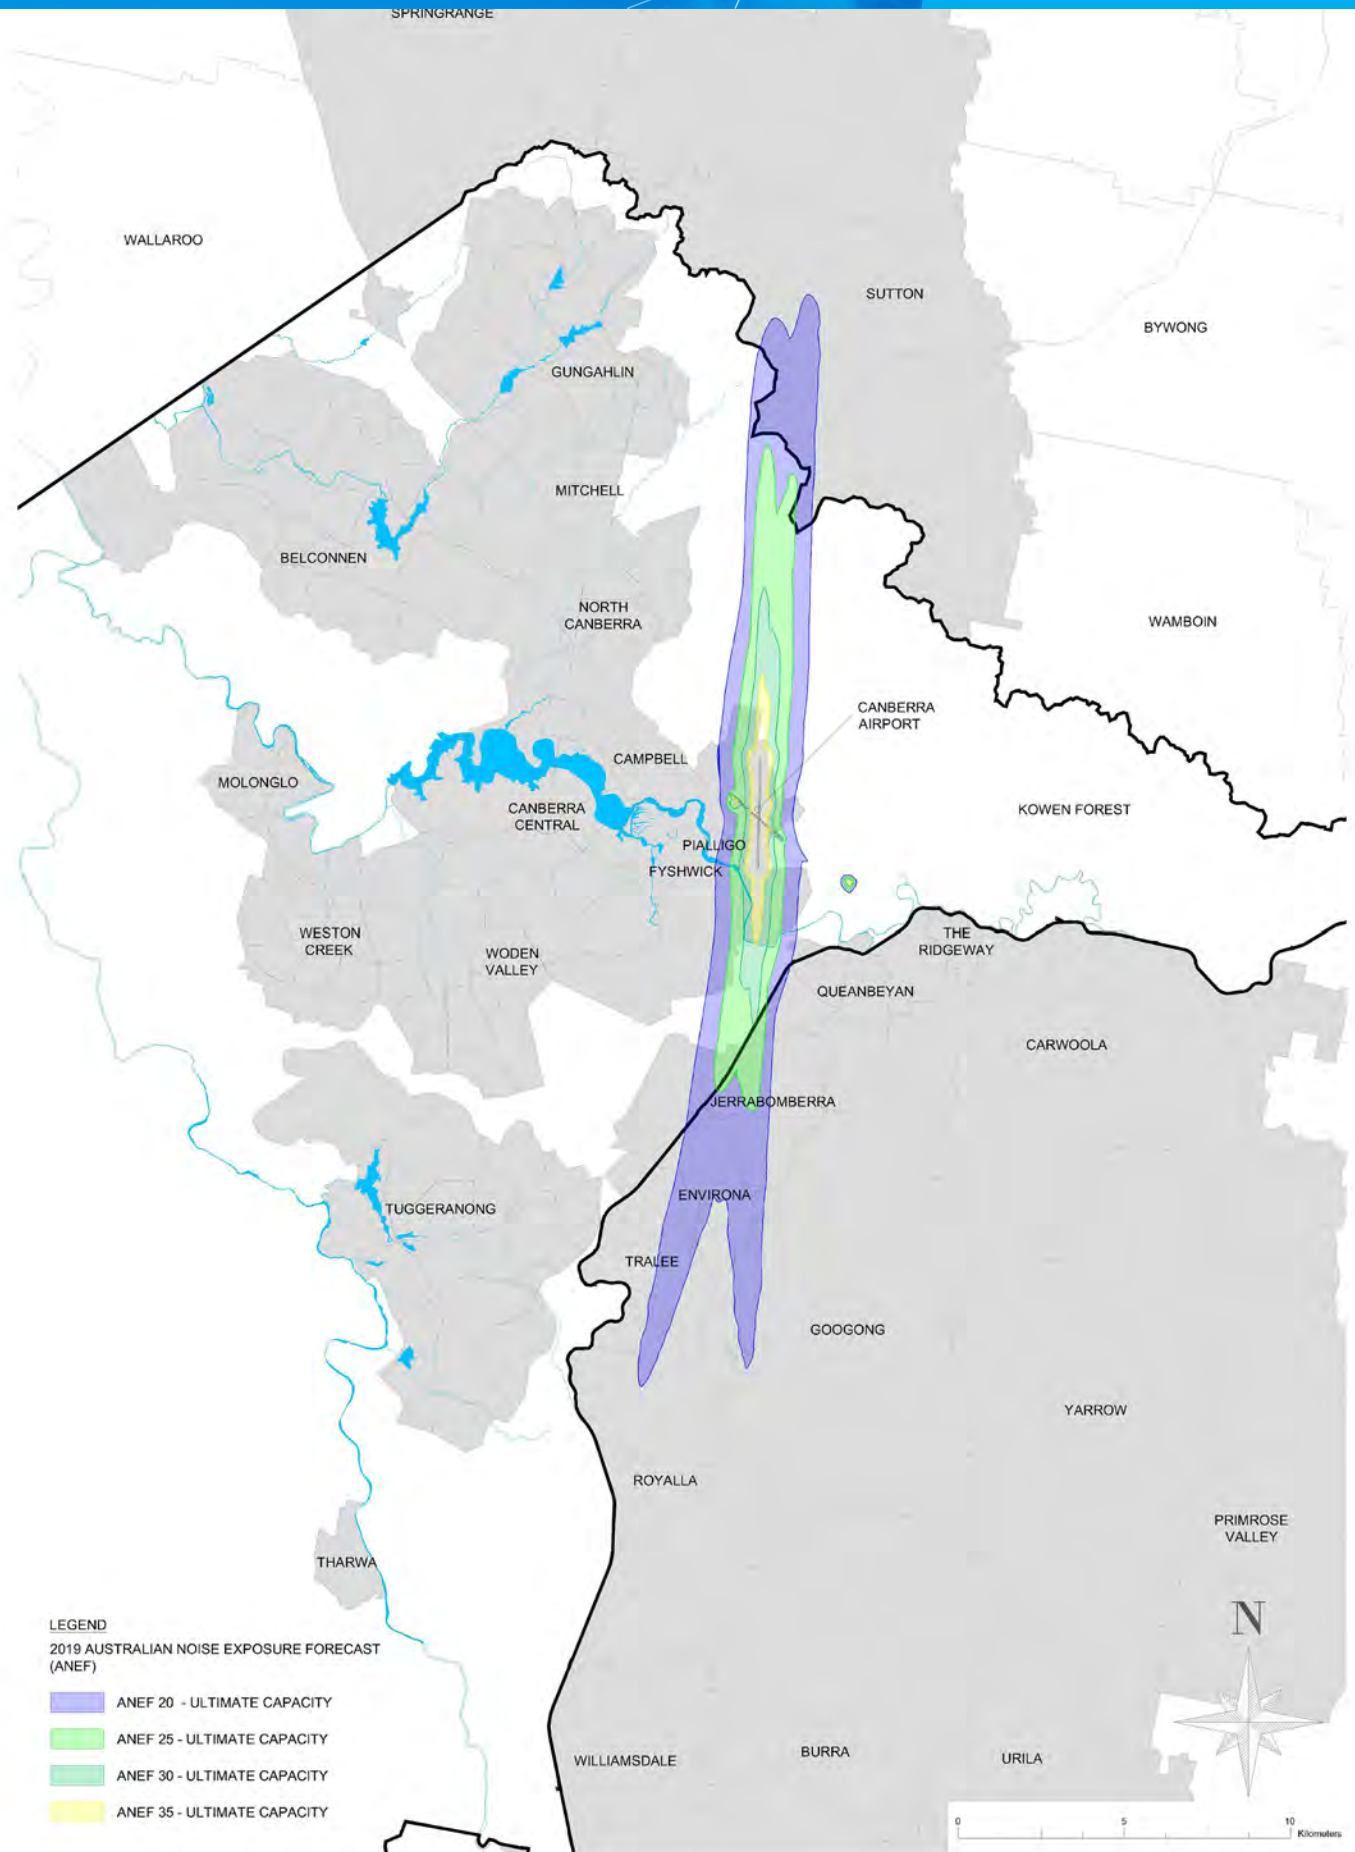 SPRINGRANGE
WALLAROO
SUTTON
BYWONG
GUNGAHLIN
MITCHELL
BELCONNEN
NORTH
CANBERRA
WAMBOIN
CANBERRA
AIRPORT
CAMPBELL
MOLONGLO
CANBERRA
CENTRAL
KOWEN FOREST
PIALLIGO
FYSHWICK
WESTON
CREEK
WODEN
VALLEY
THE
RIDGEWAY
QUEANBEYAN
CARWOOLA
JERRABOMBERRA
ENVIRONA
TUGGERANONG
TRALEE
GOOGONG
YARROW
ROYALLA
PRIMROSE
VALLEY
THARWA
N
LEGEND
2019 AUSTRALIAN NOISE EXPOSURE FORECAST
(ANEF)
ANEF 20 - ULTIMATE CAPACITY
ANEF 25 - ULTIMATE CAPACITY
ANEF 30 - ULTIMATE CAPACITY
ANEF 35 - ULTIMATE CAPACITY
WILLIAMSDALE
BURRA
URILA
0 5 10
Kilometers